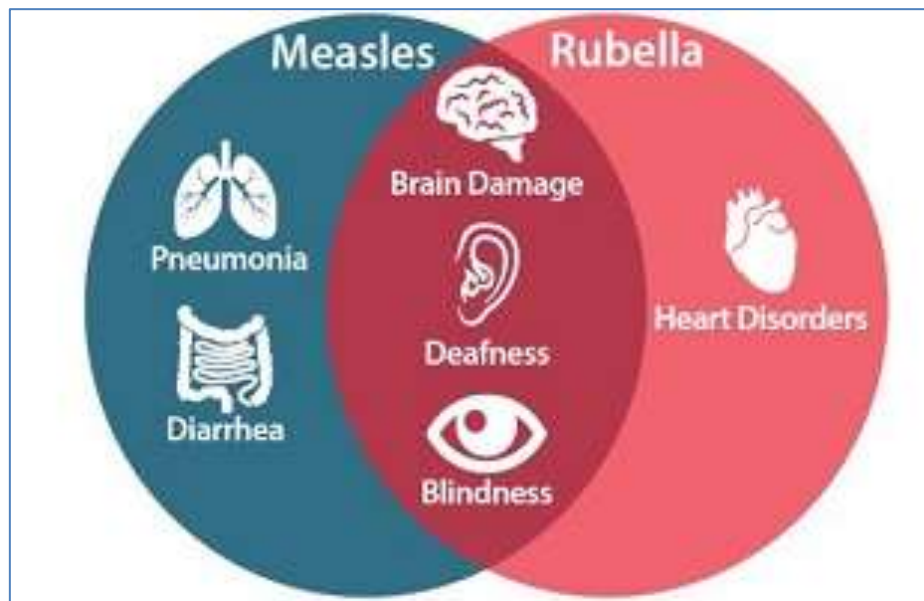 Measles
Rubella
Brain Damage
Pneumonia
Deafness
Heart Disorders
Diarrhea
Blindness